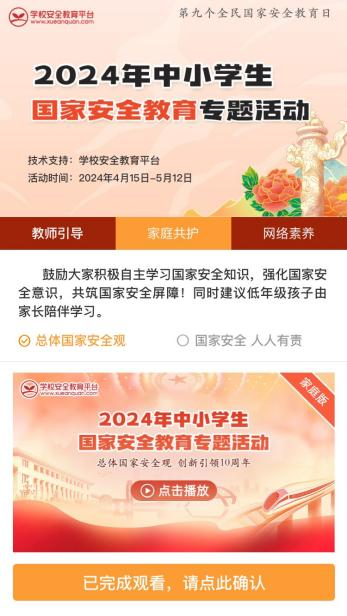 学校安全教育平台
www.xueanquan.com
第九个全民国家安全教育日
2024年中小学生
国家安全教育专题活动
技术支持：学校安全教育平台
活动时间：2024年4月15日-5月12日
教师引导
家庭共护
网络素养
鼓励大家积极自主学习国家安全知识，强化国家安
全意识，共筑国家安全屏障！同时建议低年级孩子由
家长陪伴学习。
总体国家安全观
国家安全 人人有责
学校安全教育平台
www.xueanquan.com
家庭版
2024年中小学生
国家安全教育专题活动
总体国家安全观 创新引领10周年
点击播放
已完成观看，请点此确认